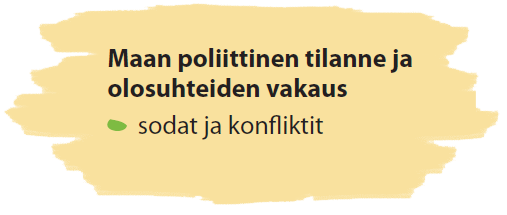 Maan poliittinen tilanne ja
olosuhteiden vakaus
sodat ja konfliktit